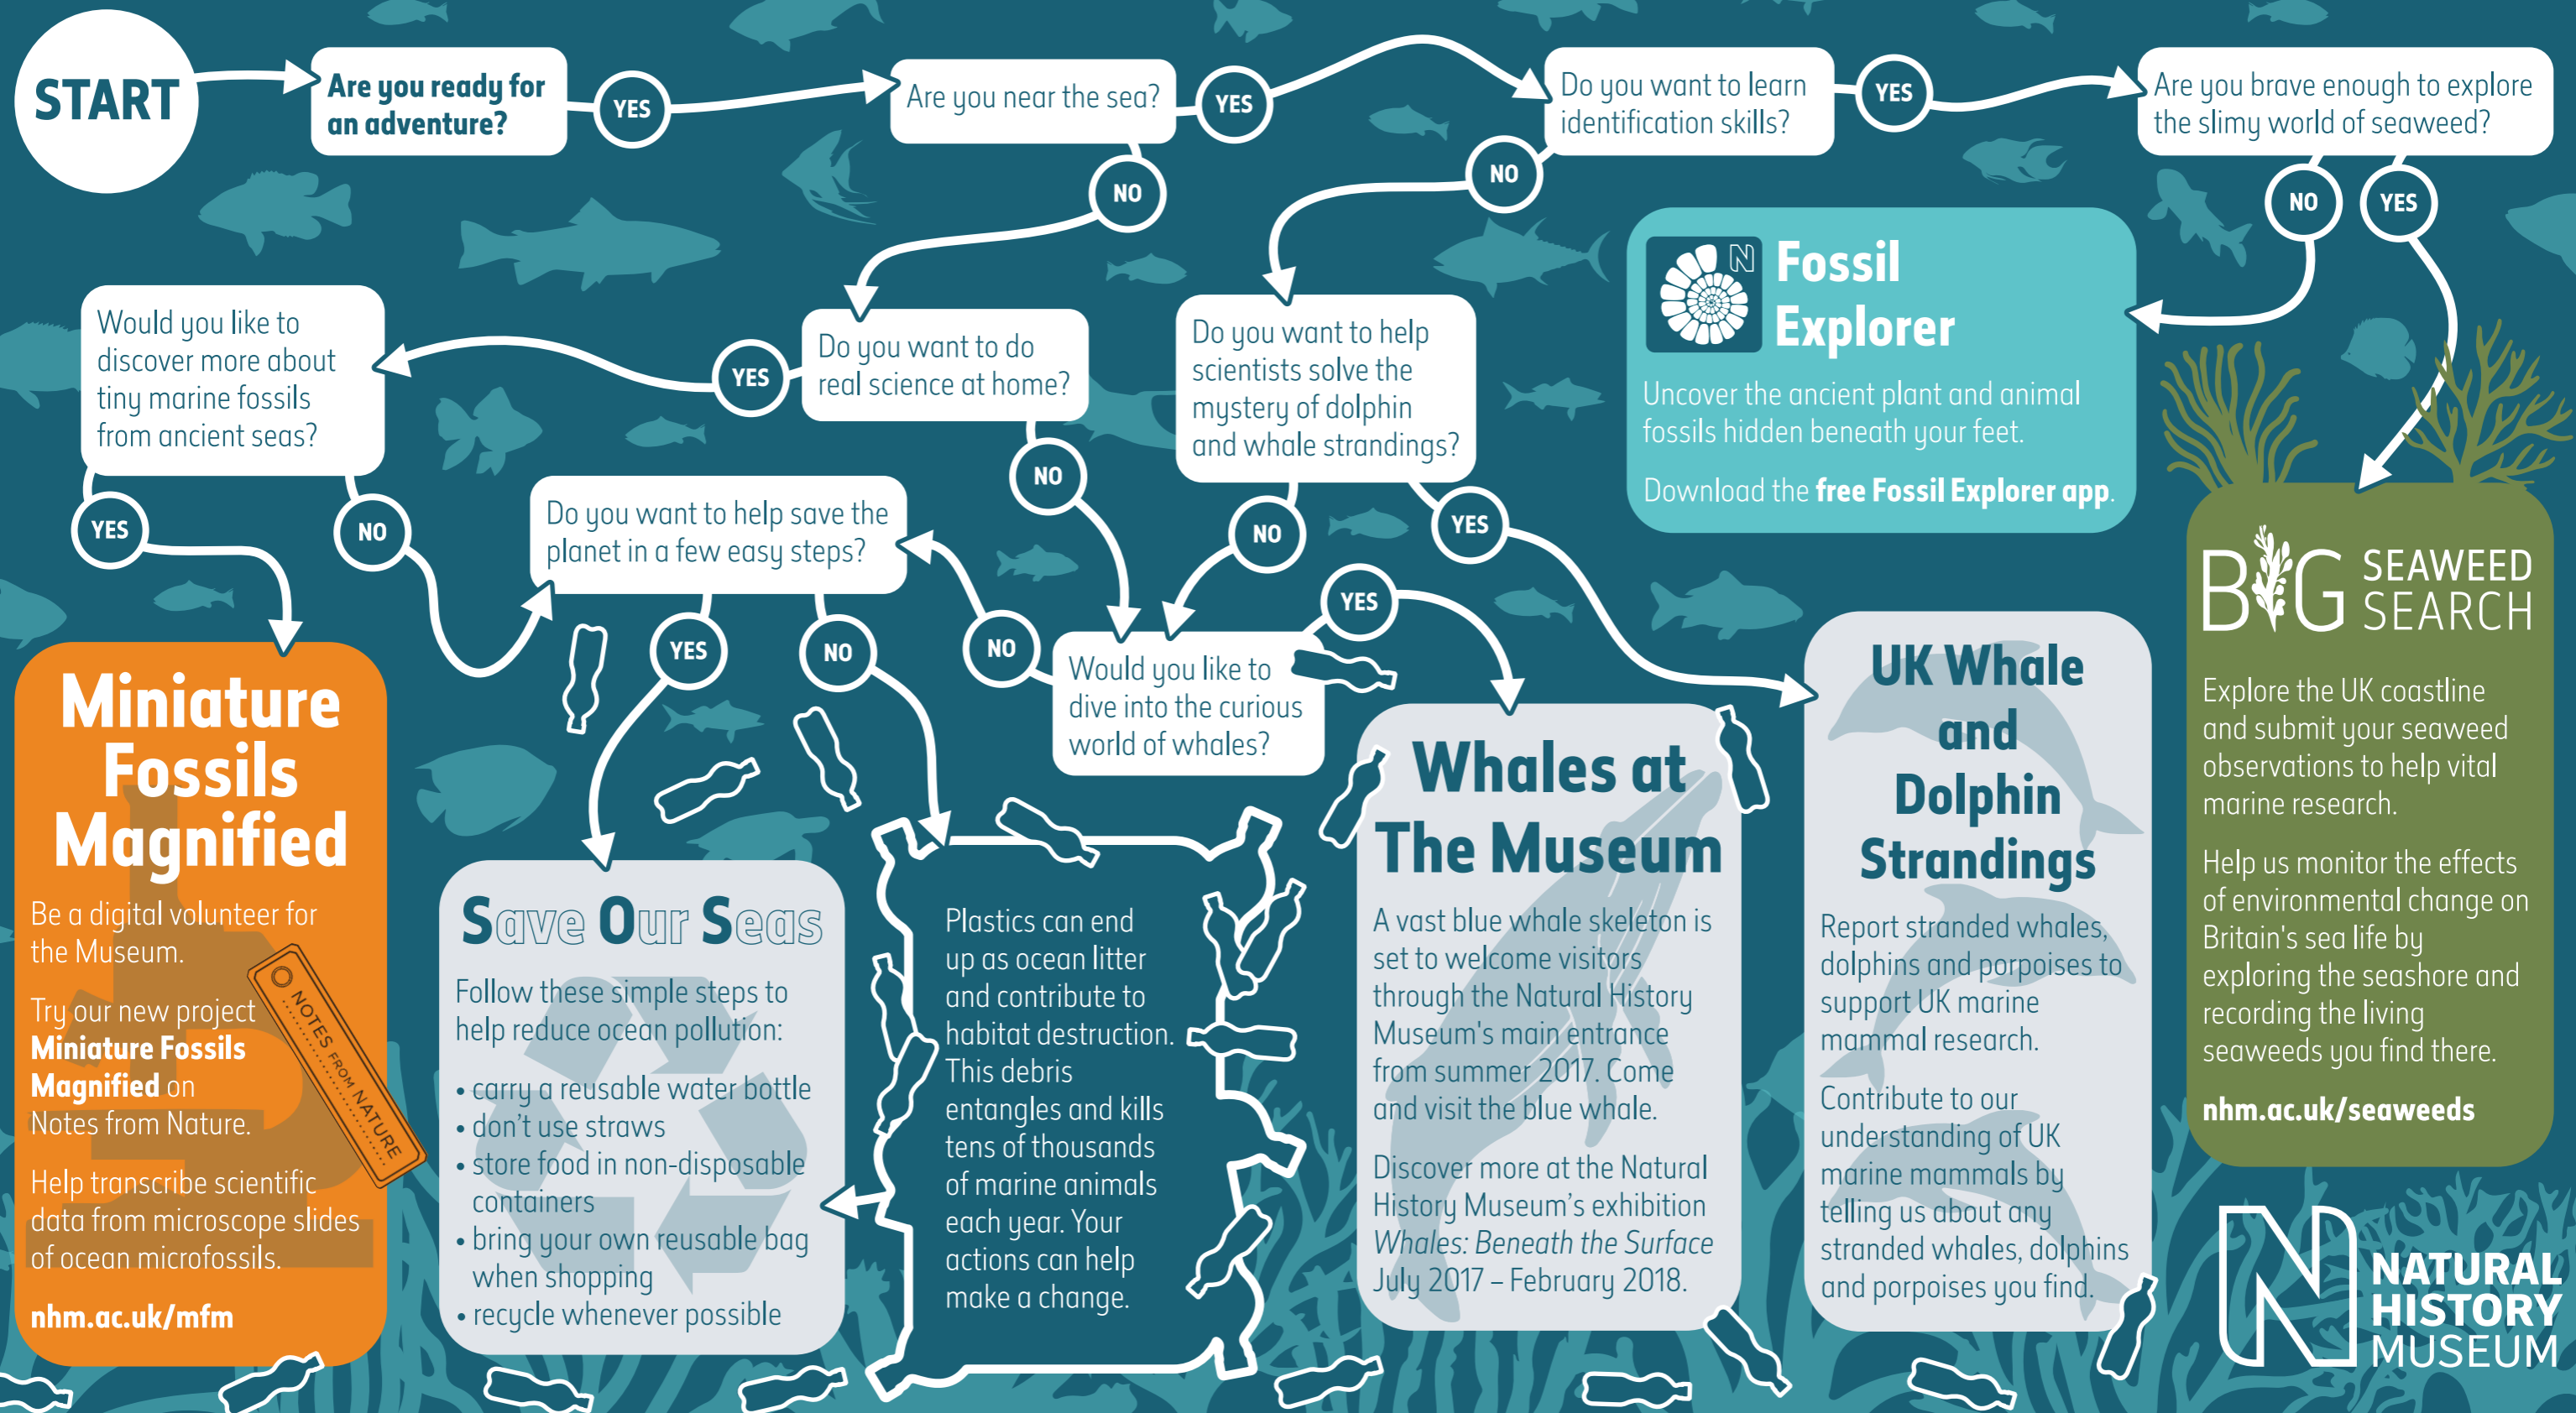 START
Are you ready for
an adventure?
YES
Are you near the sea?
YES
NO
Do you want to learn
identification skills?
YES
NO
Are you brave enough to explore
the slimy world of seaweed?
NO
YES
Would you like to
discover more about
tiny marine fossils
from ancient seas?
YES
NO
Do you want to do
real science at home?
YES
NO
Do you want to help
scientists solve the
mystery of dolphin
and whale strandings?
NO
YES
N
Fossil
Explorer
Uncover the ancient plant and animal
fossils hidden beneath your feet.
Download the free Fossil Explorer app.
Do you want to help save the
planet in a few easy steps?
YES
NO
Would you like to
dive into the curious
world of whales?
NO
YES
Miniature
Fossils
Magnified
Be a digital volunteer for
the Museum.
Try our new project
Miniature Fossils
Magnified on
Notes from Nature.
Help transcribe scientific
data from microscope slides
of ocean microfossils.
nhm.ac.uk/mfm
NOTES FROM NATURE
Save Our Seas
Follow these simple steps to
help reduce ocean pollution:
• carry a reusable water bottle
• don't use straws
• store food in non-disposable
containers
• bring your own reusable bag
when shopping
• recycle whenever possible
Plastics can end
up as ocean litter
and contribute to
habitat destruction.
This debris
entangles and kills
tens of thousands
of marine animals
each year. Your
actions can help
make a change.
Whales at
The Museum
A vast blue whale skeleton is
set to welcome visitors
through the Natural History
Museum's main entrance
from summer 2017. Come
and visit the blue whale.
Discover more at the Natural
History Museum's exhibition
Whales: Beneath the Surface
July 2017 – February 2018.
UK Whale
and
Dolphin
Strandings
Report stranded whales,
dolphins and porpoises to
support UK marine
mammal research.
Contribute to our
understanding of UK
marine mammals by
telling us about any
stranded whales, dolphins
and porpoises you find.
BIG SEAWEED
SEARCH
Explore the UK coastline
and submit your seaweed
observations to help vital
marine research.
Help us monitor the effects
of environmental change on
Britain's sea life by
exploring the seashore and
recording the living
seaweeds you find there.
nhm.ac.uk/seaweeds
N
NATURAL
HISTORY
MUSEUM